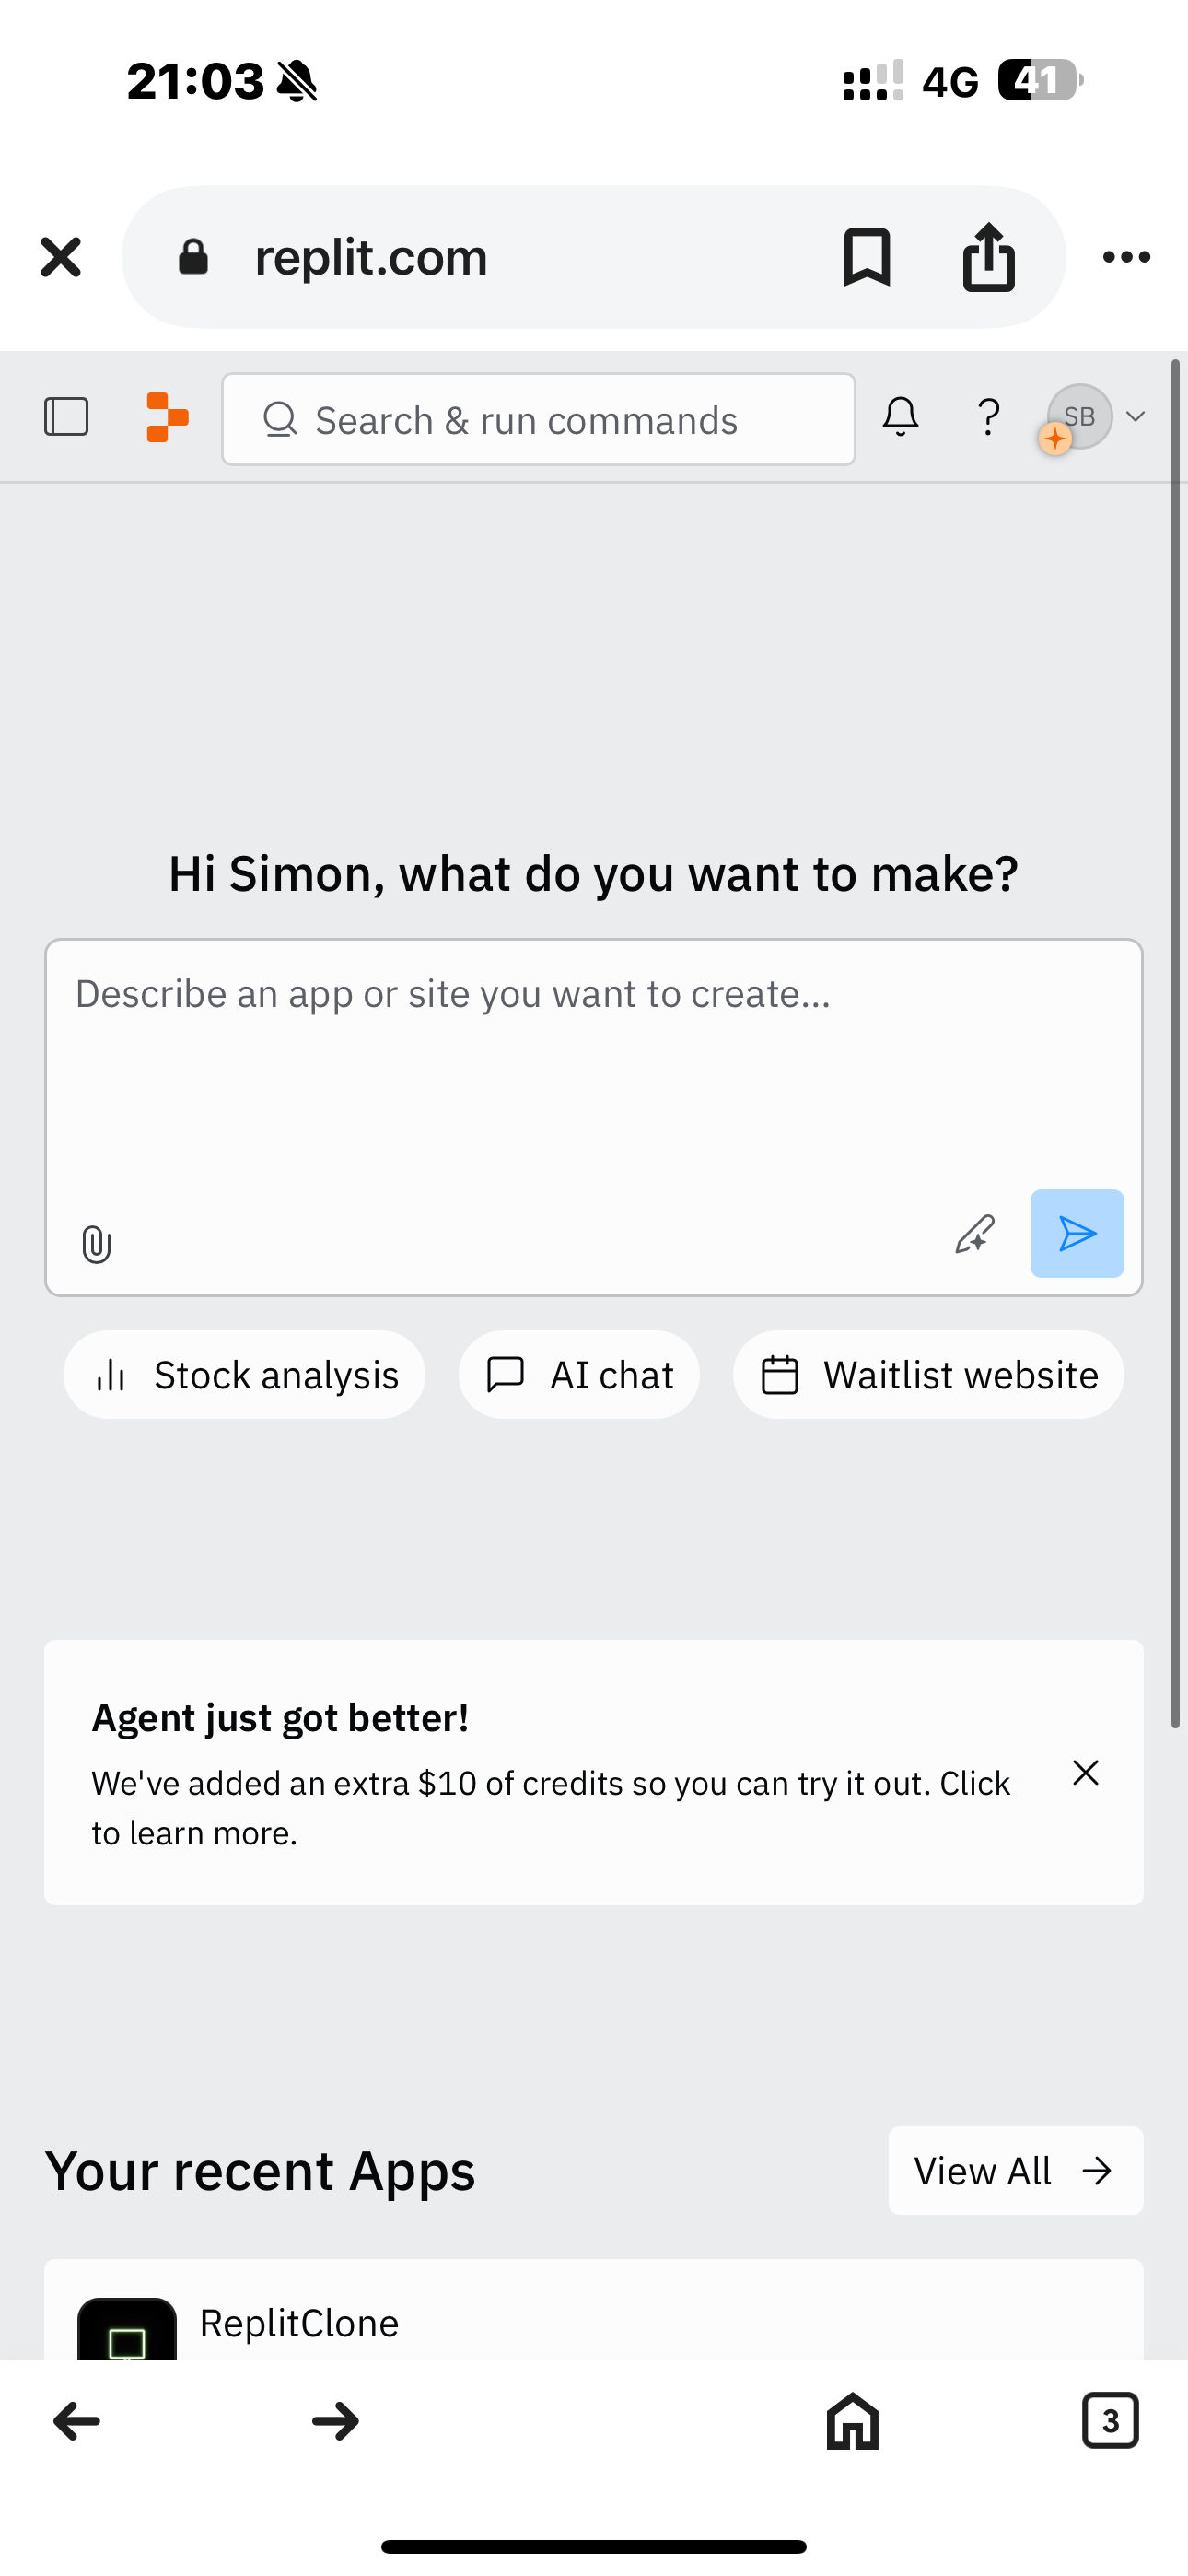 21:03
4G
41
replit.com
Search & run commands
?
SB
Hi Simon, what do you want to make?
Describe an app or site you want to create...
Stock analysis
AI chat
Waitlist website
Agent just got better!
We've added an extra $10 of credits so you can try it out. Click
to learn more.
Your recent Apps
View All
ReplitClone
3